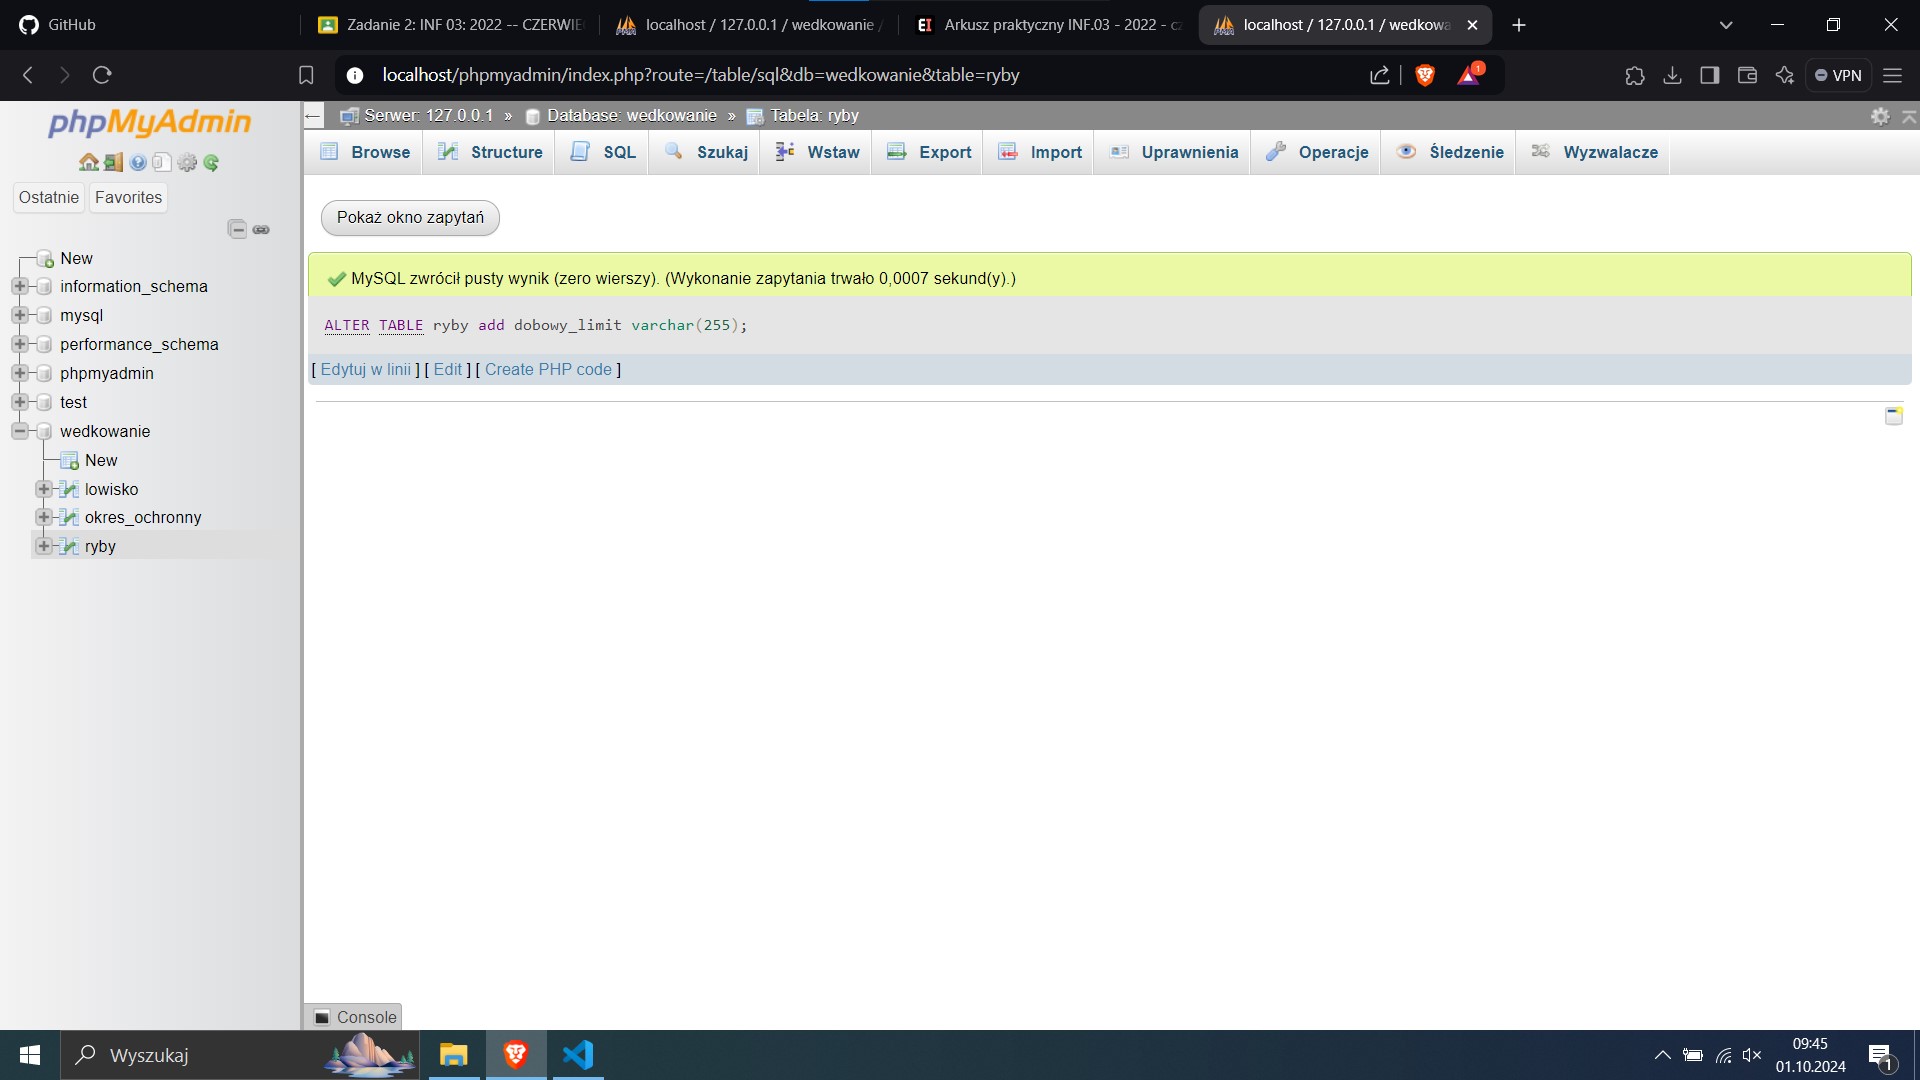 GitHub
Zadanie 2: INF 03: 2022 -- CZERWIE
localhost / 127.0.0.1 / wedkowanie /
EI Arkusz praktyczny INF.03 - 2022 - cz
localhost / 127.0.0.1 / wedkowa
localhost/phpmyadmin/index.php?route=/table/sql&db=wedkowanie&table=ryby
1
VPN
phpMyAdmin
Serwer: 127.0.0.1 » Database: wedkowanie » Tabela: ryby
Browse Structure SQL Szukaj Wstaw Export Import Uprawnienia Operacje Śledzenie Wyzwalacze
Ostatnie Favorites
Pokaż okno zapytań
New
information_schema
mysql
performance_schema
phpmyadmin
test
wedkowanie
New
lowisko
okres_ochronny
ryby
MySQL zwrócił pusty wynik (zero wierszy). (Wykonanie zapytania trwało 0,0007 sekund(y).)
ALTER TABLE ryby add dobowy_limit varchar(255);
[ Edytuj w linii ] [ Edit ] [ Create PHP code ]
Console
Wyszukaj
09:45
01.10.2024
1